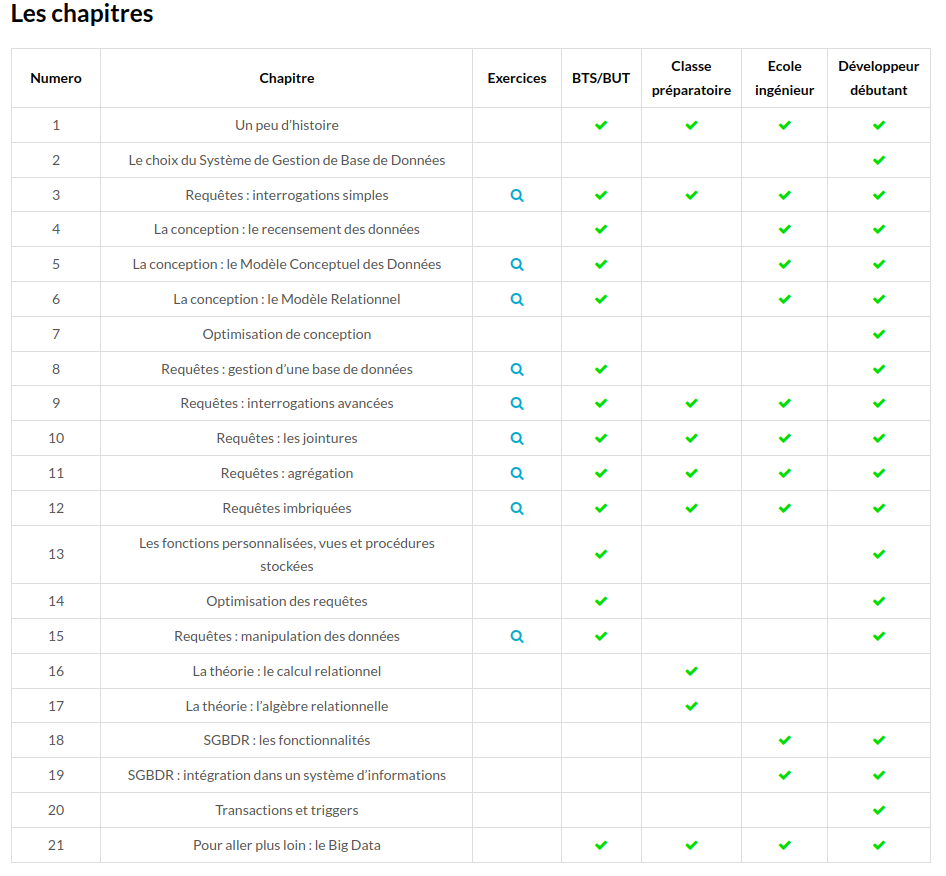 Les chapitres
Numero Chapitre Exercices BTS/BUT Classe préparatoire Ecole ingénieur Développeur débutant
1 Un peu d’histoire
2 Le choix du Système de Gestion de Base de Données
3 Requêtes : interrogations simples
4 La conception : le recensement des données
5 La conception : le Modèle Conceptuel des Données
6 La conception : le Modèle Relationnel
7 Optimisation de conception
8 Requêtes : gestion d’une base de données
9 Requêtes : interrogations avancées
10 Requêtes : les jointures
11 Requêtes : agrégation
12 Requêtes imbriquées
13 Les fonctions personnalisées, vues et procédures
stockées
14 Optimisation des requêtes
15 Requêtes : manipulation des données
16 La théorie : le calcul relationnel
17 La théorie : l’algèbre relationnelle
18 SGBDR : les fonctionnalités
19 SGBDR : intégration dans un système d’informations
20 Transactions et triggers
21 Pour aller plus loin : le Big Data